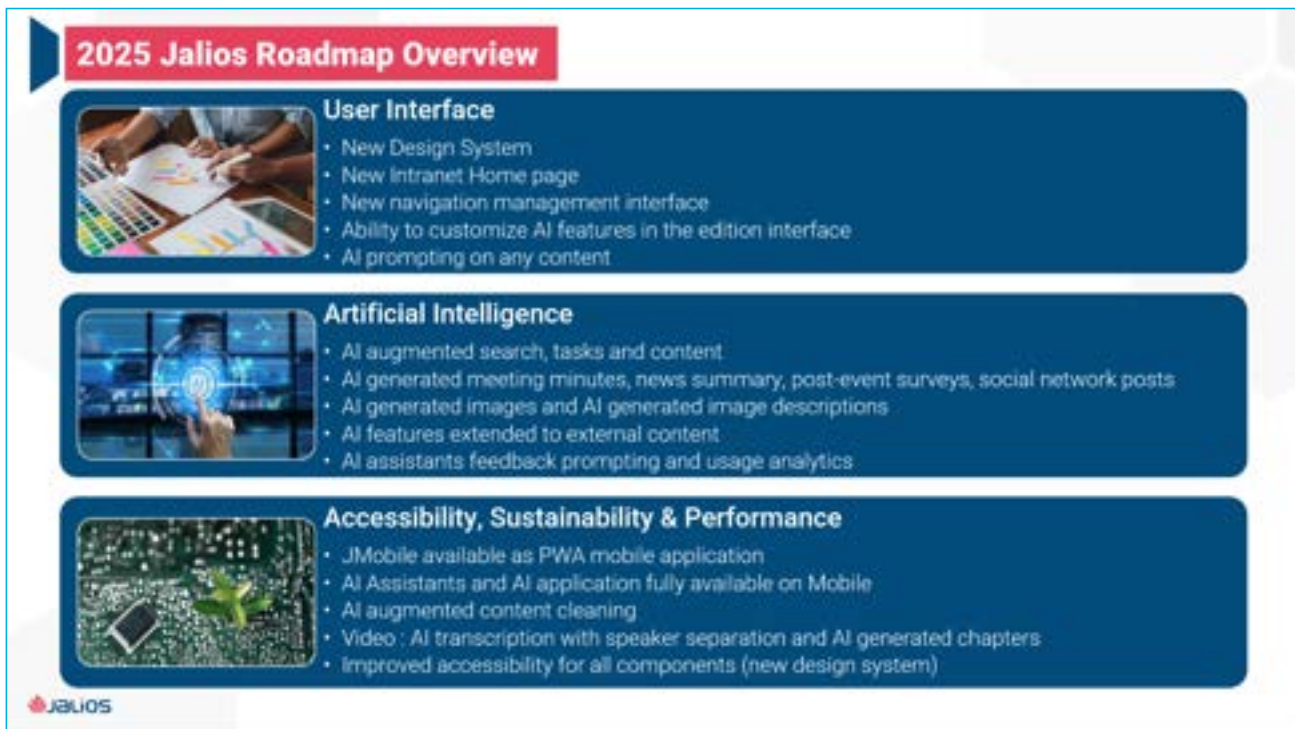 2025 Jalios Roadmap Overview
User Interface
• New Design System
• New Intranet Home page
• New navigation management interface
• Ability to customize AI features in the edition interface
• AI prompting on any content
Artificial Intelligence
• AI augmented search, tasks and content
• AI generated meeting minutes, news summary, post-event surveys, social network posts
• AI generated images and AI generated image descriptions
• AI features extended to external content
• AI assistants feedback prompting and usage analytics
Accessibility, Sustainability & Performance
• JMobile available as PWA mobile application
• AI Assistants and AI application fully available on Mobile
• AI augmented content cleaning
• Video : AI transcription with speaker separation and AI generated chapters
• Improved accessibility for all components (new design system)
JALIOS